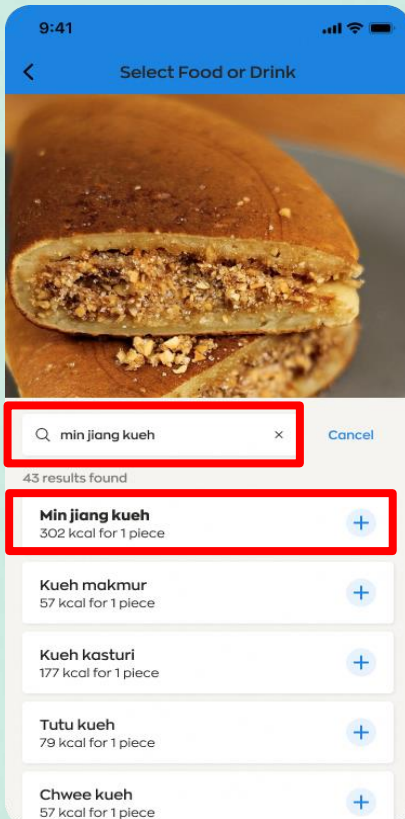 9:41
Select Food or Drink
min jiang kueh × Cancel
43 results found
Min jiang kueh
302 kcal for 1 piece
Kueh makmur
57 kcal for 1 piece
Kueh kasturi
177 kcal for 1 piece
Tutu kueh
79 kcal for 1 piece
Chwee kueh
57 kcal for 1 piece